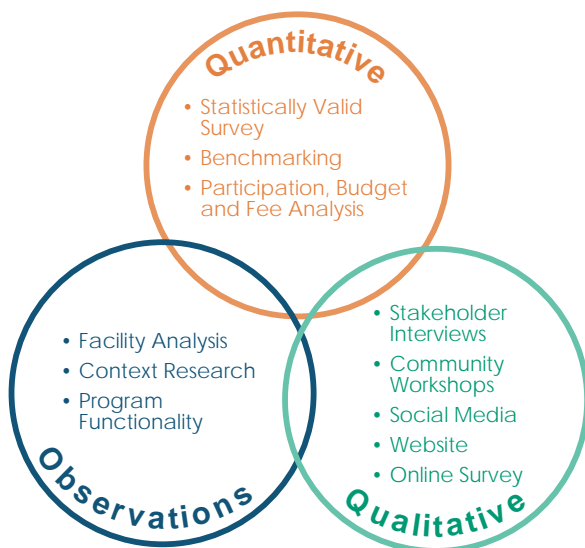 Quantitative
• Statistically Valid
Survey
• Benchmarking
• Participation, Budget
and Fee Analysis
• Facility Analysis
• Context Research
• Program
Functionality
Observations
• Stakeholder
Interviews
• Community
Workshops
• Social Media
• Website
• Online Survey
Qualitative